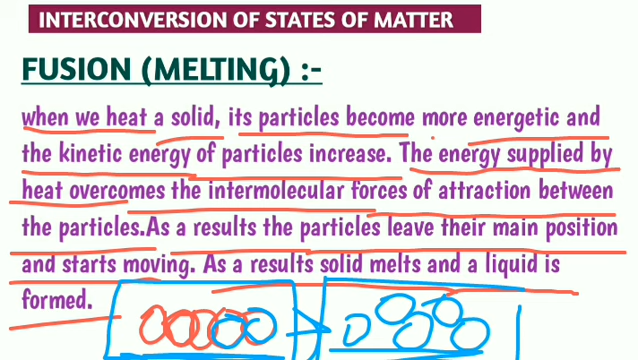 INTERCONVERSION OF STATES OF MATTER
FUSION (MELTING) :-
when we heat a solid, its particles become more energetic and
the kinetic energy of particles increase. The energy supplied by
heat overcomes the intermolecular forces of attraction between
the particles.As a results the particles leave their main position
and starts moving. As a results solid melts and a liquid is
formed.